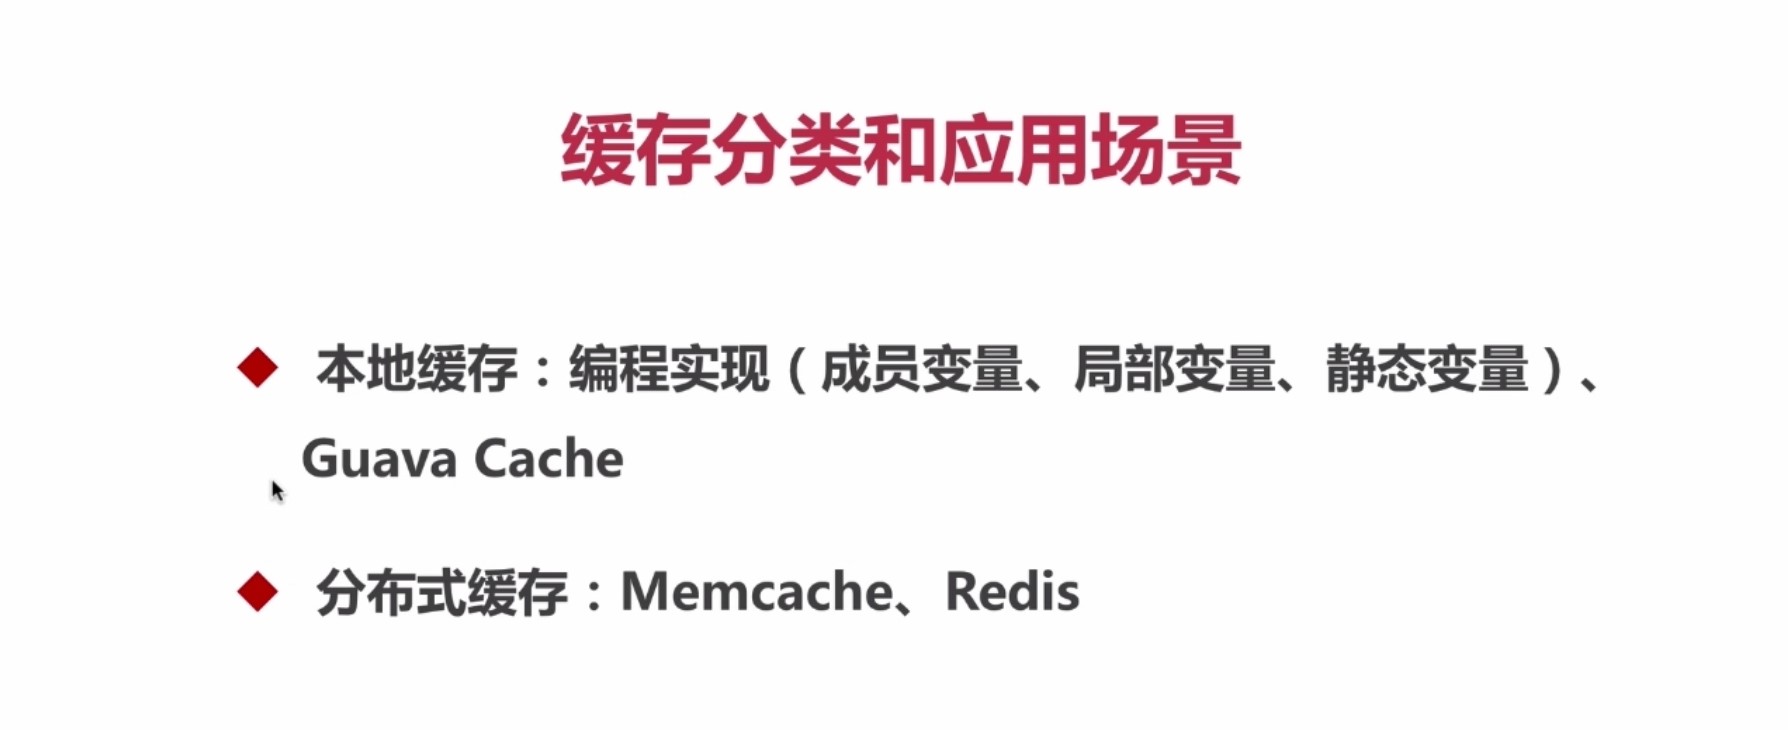 缓存分类和应用场景
本地缓存：编程实现（成员变量、局部变量、静态变量）、
Guava Cache
分布式缓存：Memcache、Redis